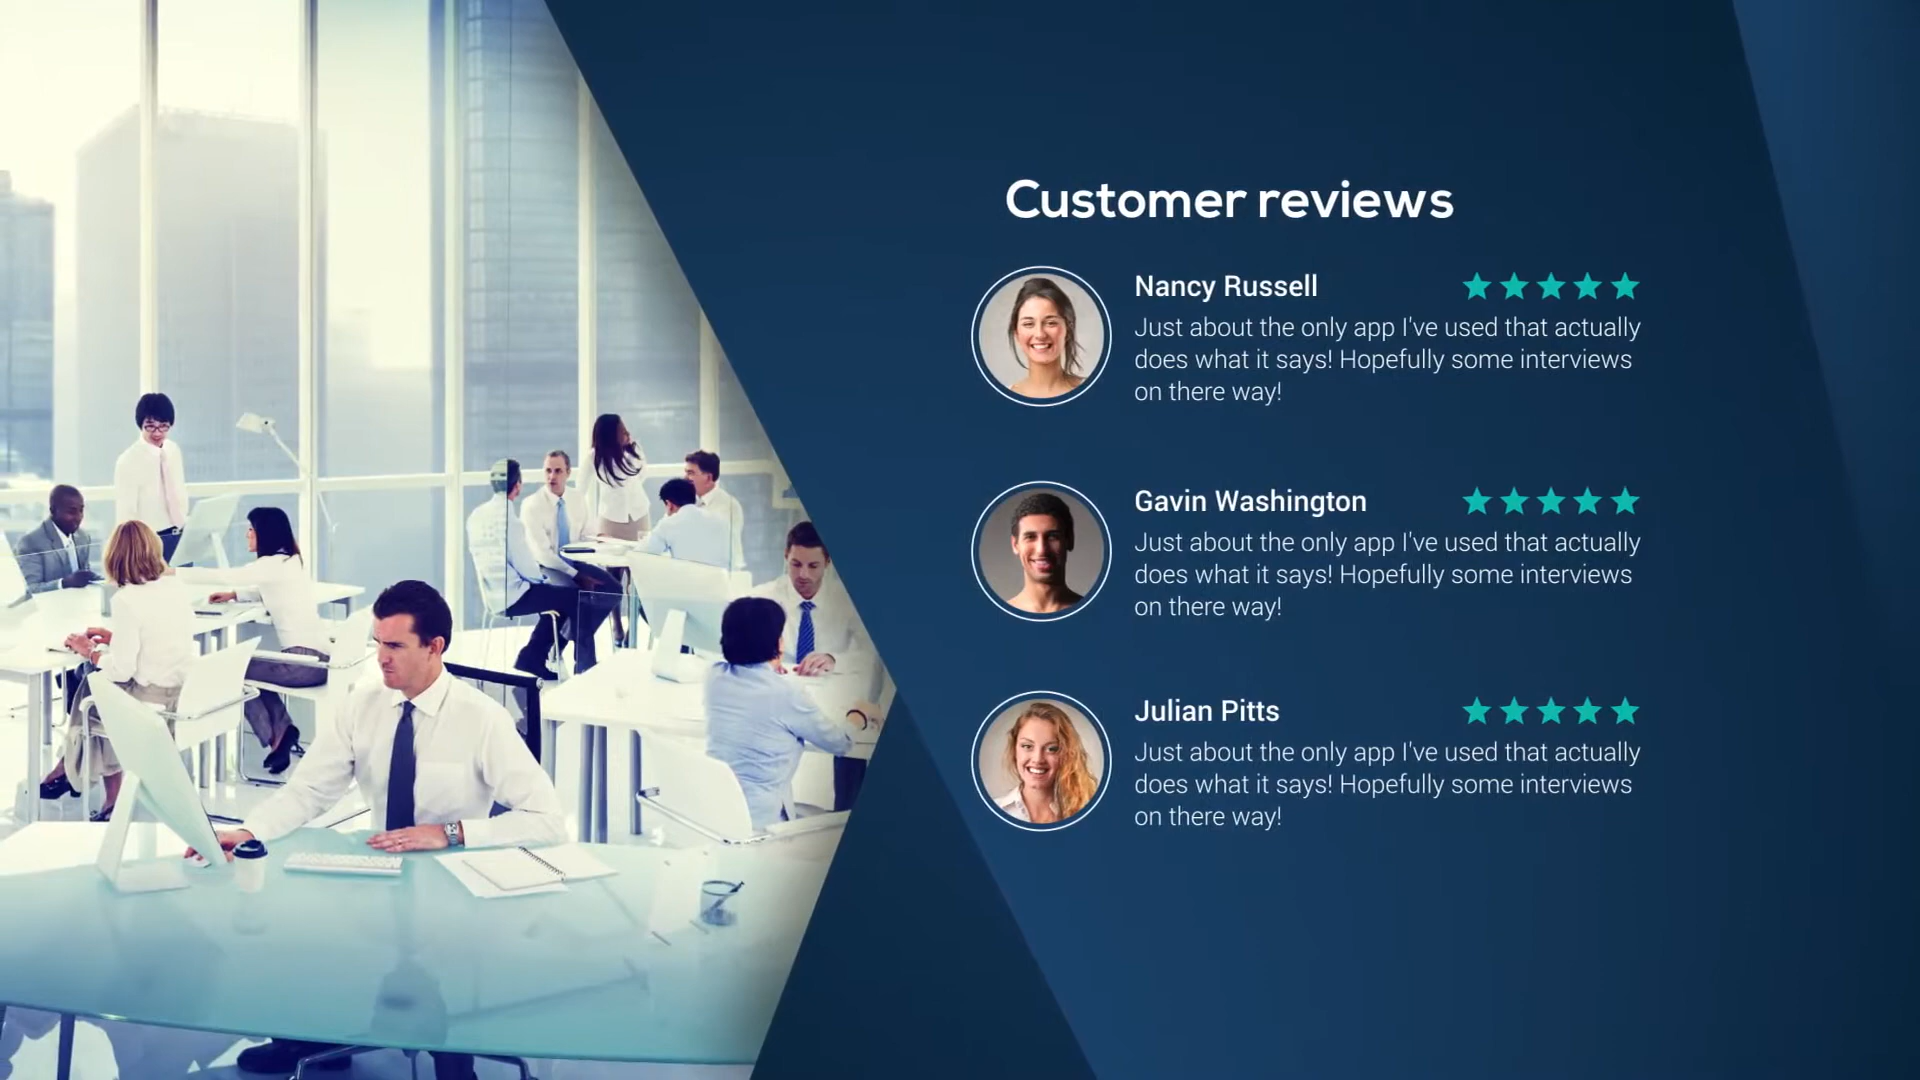 Customer reviews
Nancy Russell
Just about the only app I've used that actually
does what it says! Hopefully some interviews
on there way!
Gavin Washington
Just about the only app I've used that actually
does what it says! Hopefully some interviews
on there way!
Julian Pitts
Just about the only app I've used that actually
does what it says! Hopefully some interviews
on there way!